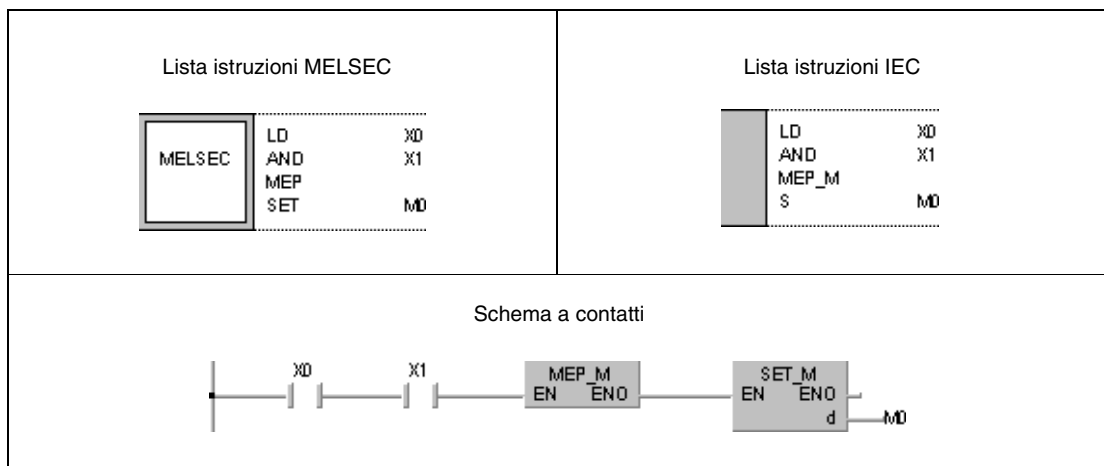 Lista istruzioni MELSEC
MELSEC
LD X0
AND X1
MEP
SET M0
Lista istruzioni IEC
LD X0
AND X1
MEP_M
S M0
Schema a contatti
X0 X1
MEP_M
EN ENO
SET_M
EN ENO
d M0